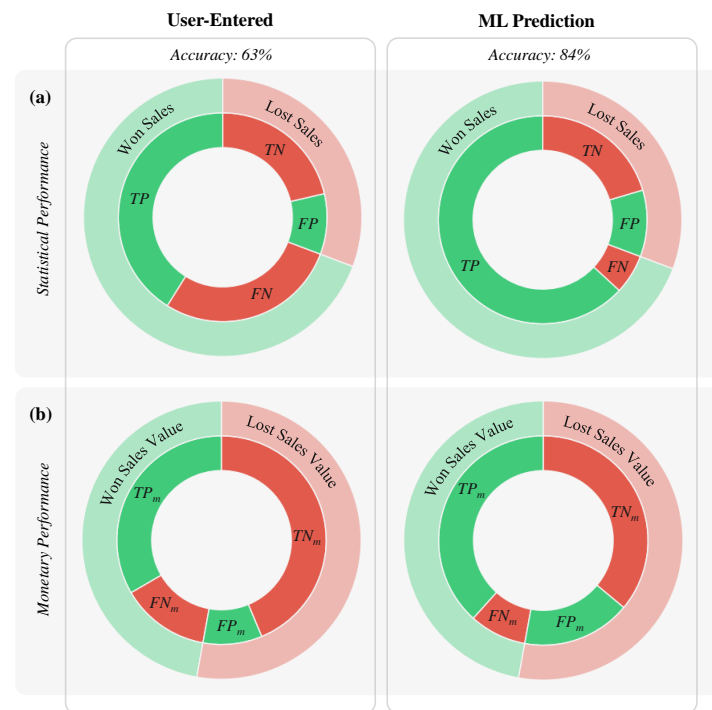 User-Entered
ML Prediction
Accuracy: 63%
Accuracy: 84%
(a)
Statistical Performance
Won Sales
Lost Sales
TN
TP
FP
FN
Won Sales
Lost Sales
TN
FP
TP
FN
(b)
Monetary Performance
Won Sales Value
Lost Sales Value
TPm
TNm
FNm
FPm
Won Sales Value
Lost Sales Value
TPm
TNm
FNm
FPm